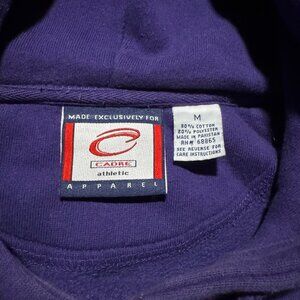 MADE EXCLUSIVELY FOR
CADRE
athletic
APPAREL
M
80% COTTON
20% POLYESTER
MADE IN PAKISTAN
RN# 68865
SEE REVERSE FOR
CARE INSTRUCTIONS